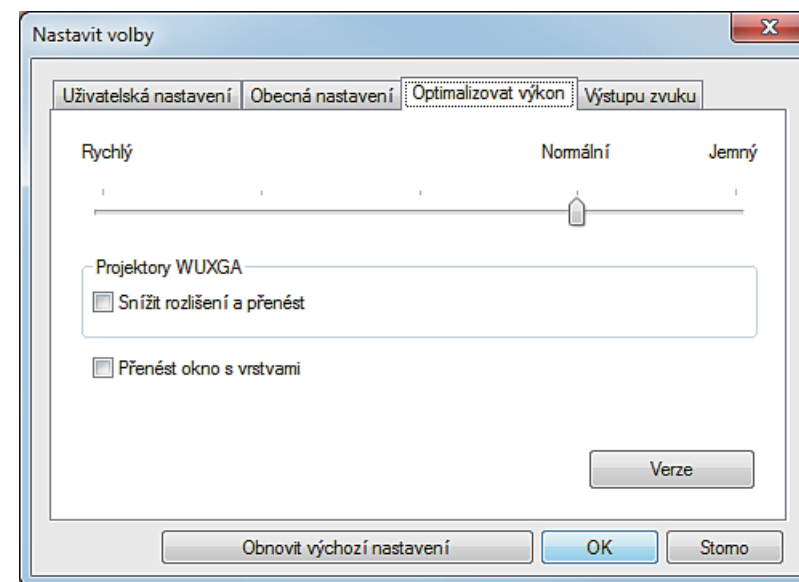 Nastavit volby
Uživatelská nastavení Obecná nastavení Optimalizovat výkon Výstupu zvuku
Rychlý Normální Jemný
Projektory WUXGA
Snížit rozlišení a přenést
Přenést okno s vrstvami
Verze
Obnovit výchozí nastavení OK Storno